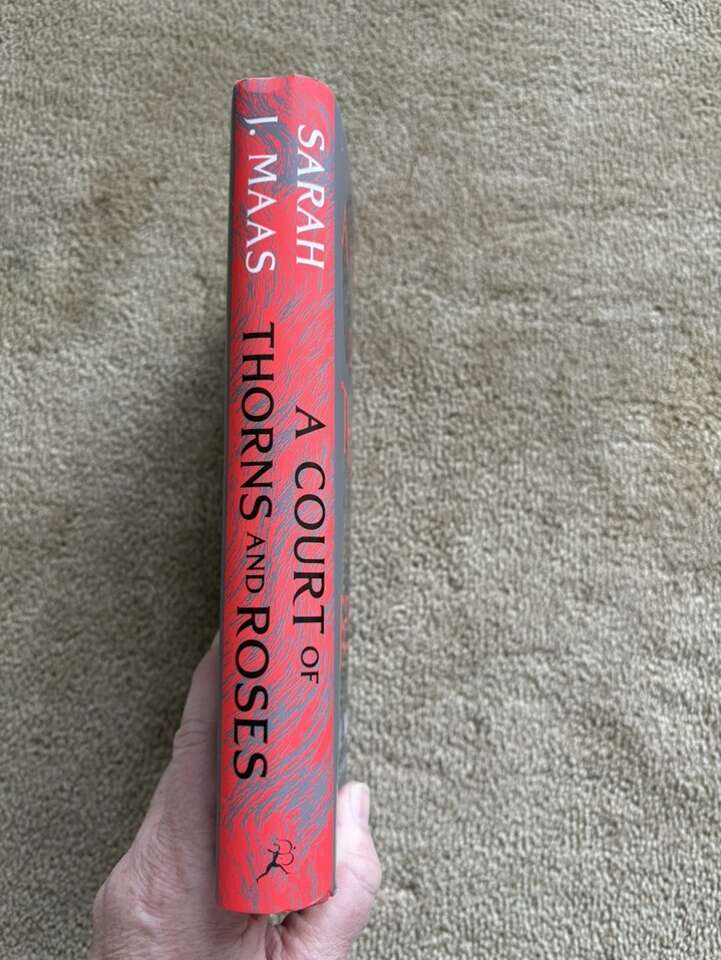 SARAH
J. MAAS
A COURT OF
THORNS AND ROSES